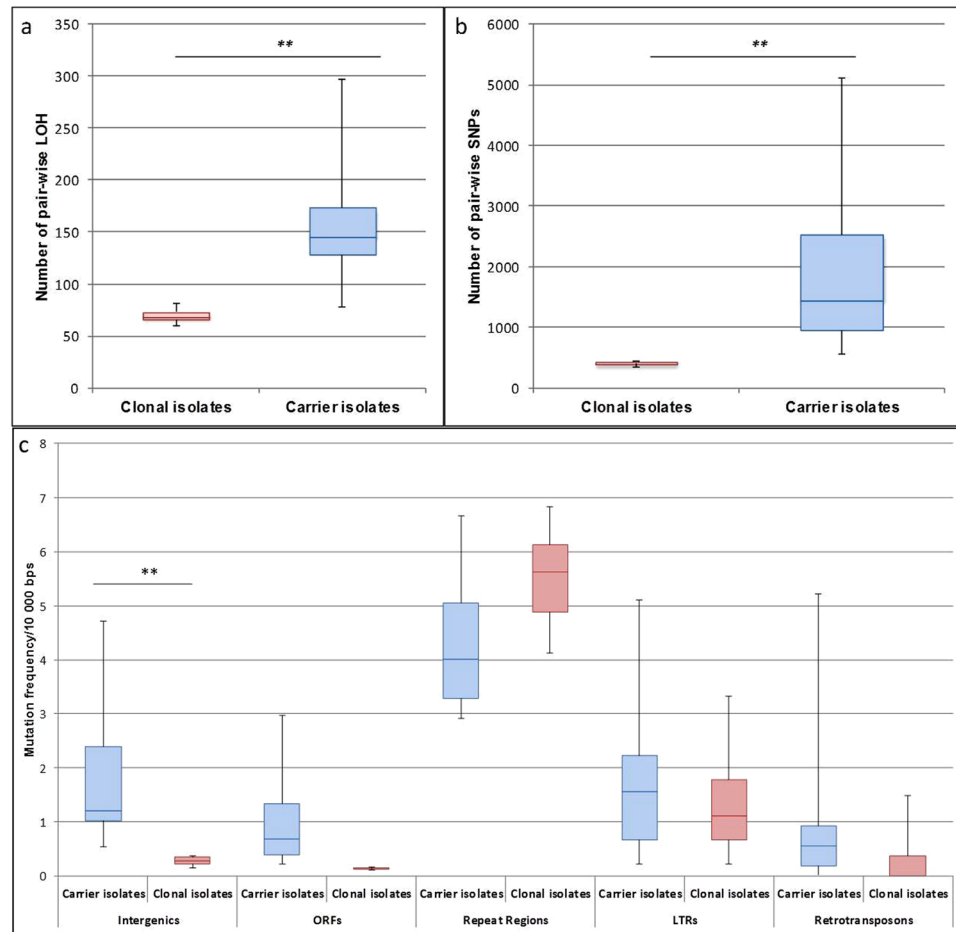 a
350
300
250
200
150
100
50
0
Number of pair-wise LOH
**
Clonal isolates
Carrier isolates
b
6000
5000
4000
3000
2000
1000
0
Number of pair-wise SNPs
**
Clonal isolates
Carrier isolates
c
8
7
6
5
4
3
2
1
0
Mutation frequency/10 000 bps
**
Carrier isolates Clonal isolates Carrier isolates Clonal isolates Carrier isolates Clonal isolates Carrier isolates Clonal isolates Carrier isolates Clonal isolates
Intergenics ORFs Repeat Regions LTRs Retrotransposons